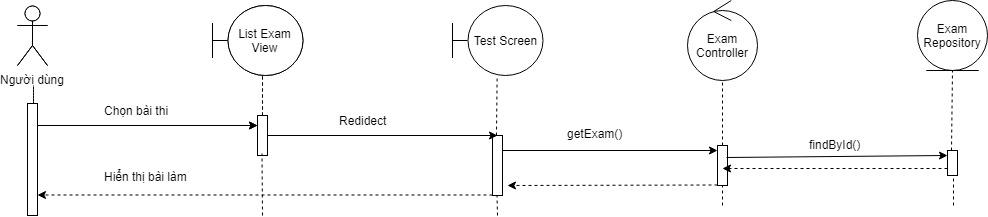 List Exam
View
Test Screen
Exam
Controller
Exam
Repository
Người dùng
Chọn bài thi
Redidect
getExam()
findById()
Hiển thị bài làm